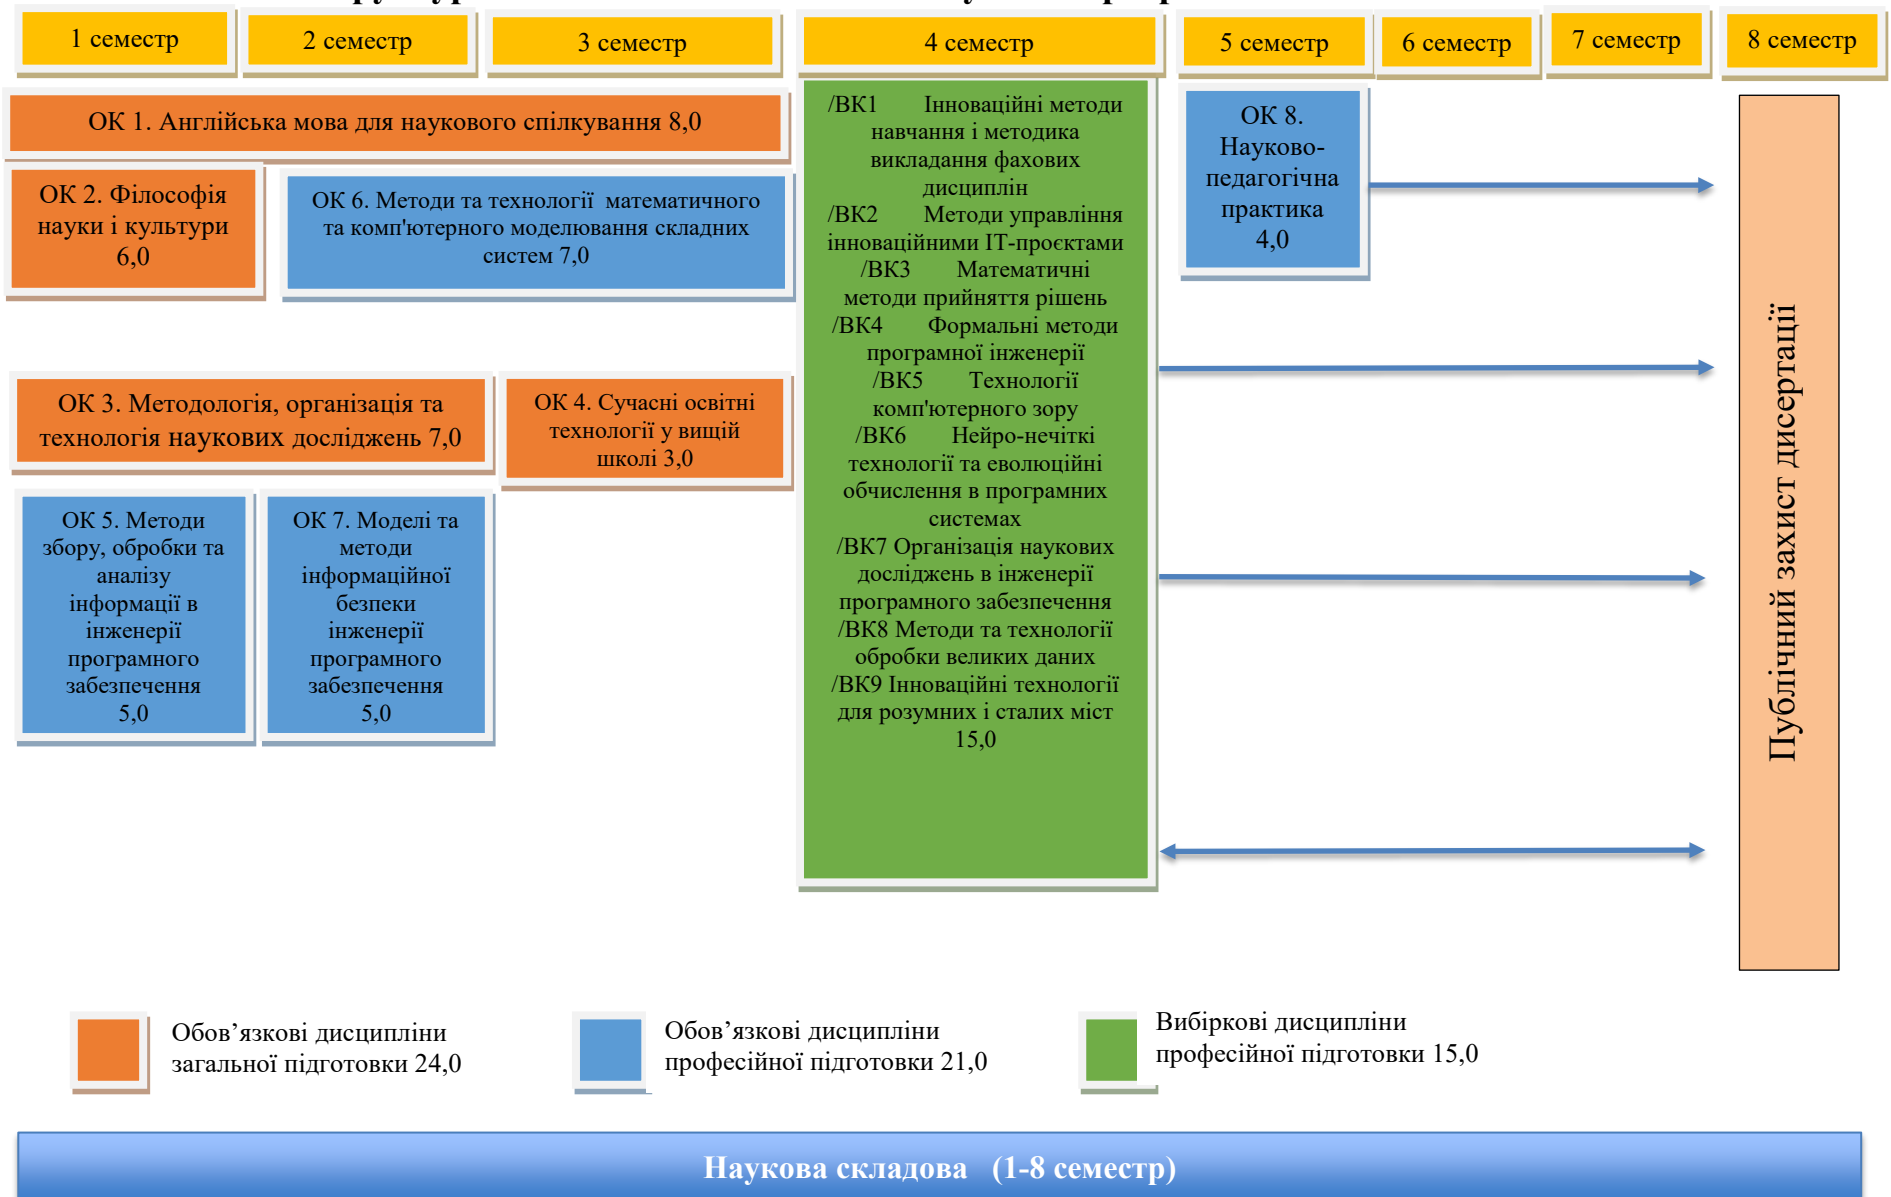 1 семестр
2 семестр
3 семестр
4 семестр
5 семестр
6 семестр
7 семестр
8 семестр
ОК 1. Англійська мова для наукового спілкування 8,0
ОК 2. Філософія
науки і культури
6,0
ОК 6. Методи та технології математичного
та комп'ютерного моделювання складних
систем 7,0
ОК 3. Методологія, організація та
технологія наукових досліджень 7,0
ОК 4. Сучасні освітні
технології у вищій
школі 3,0
ОК 5. Методи
збору, обробки та
аналізу
інформації в
інженерії
програмного
забезпечення
5,0
ОК 7. Моделі та
методи
інформаційної
безпеки
інженерії
програмного
забезпечення
5,0
/ВК1 Інноваційні методи
навчання і методика
викладання фахових
дисциплін
/ВК2 Методи управління
інноваційними ІТ-проєктами
/ВК3 Математичні
методи прийняття рішень
/ВК4 Формальні методи
програмної інженерії
/ВК5 Технології
комп'ютерного зору
/ВК6 Нейро-нечіткі
технології та еволюційні
обчислення в програмних
системах
/ВК7 Організація наукових
досліджень в інженерії
програмного забезпечення
/ВК8 Методи та технології
обробки великих даних
/ВК9 Інноваційні технології
для розумних і сталих міст
15,0
ОК 8.
Науково-
педагогічна
практика
4,0
Публічний захист дисертації
Обов’язкові дисципліни
загальної підготовки 24,0
Обов’язкові дисципліни
професійної підготовки 21,0
Вибіркові дисципліни
професійної підготовки 15,0
Наукова складова (1-8 семестр)